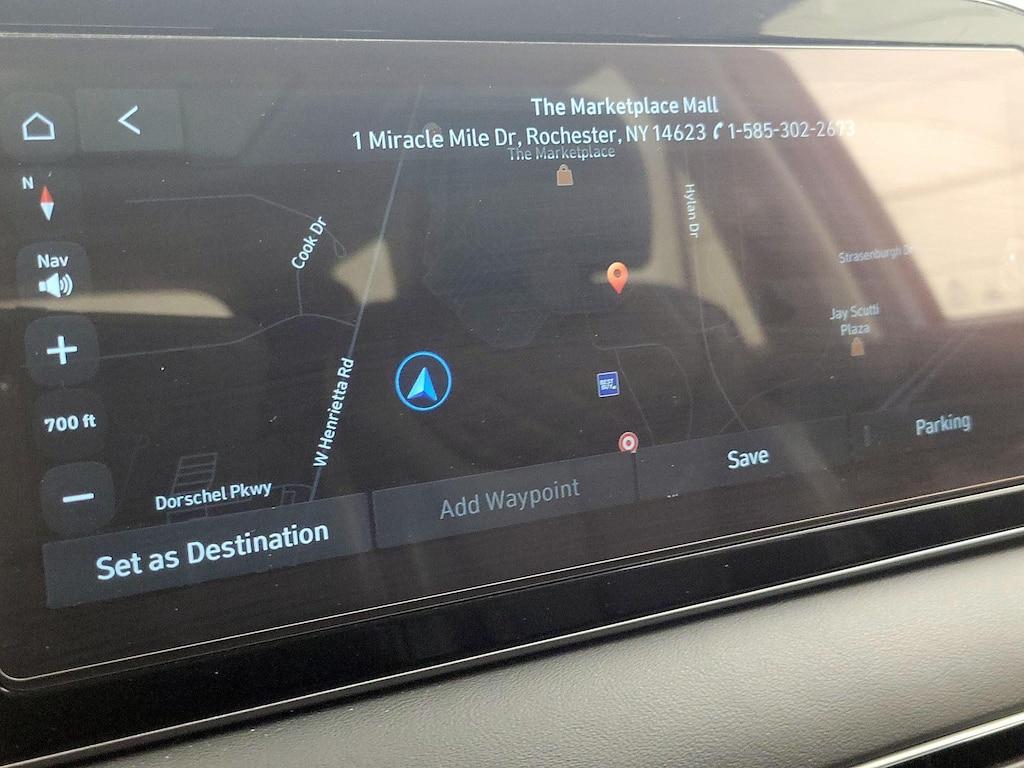 The Marketplace Mall
1 Miracle Mile Dr, Rochester, NY 14623 1-585-302-2673
The Marketplace
N
Hylan Dr
Cook Dr
Strasenburgh
Nav
Jay Scutti
Plaza
+
W Henrietta Rd
BEST
BUY
700 ft
Parking
Save
Add Waypoint
Dorschel Pkwy
Set as Destination